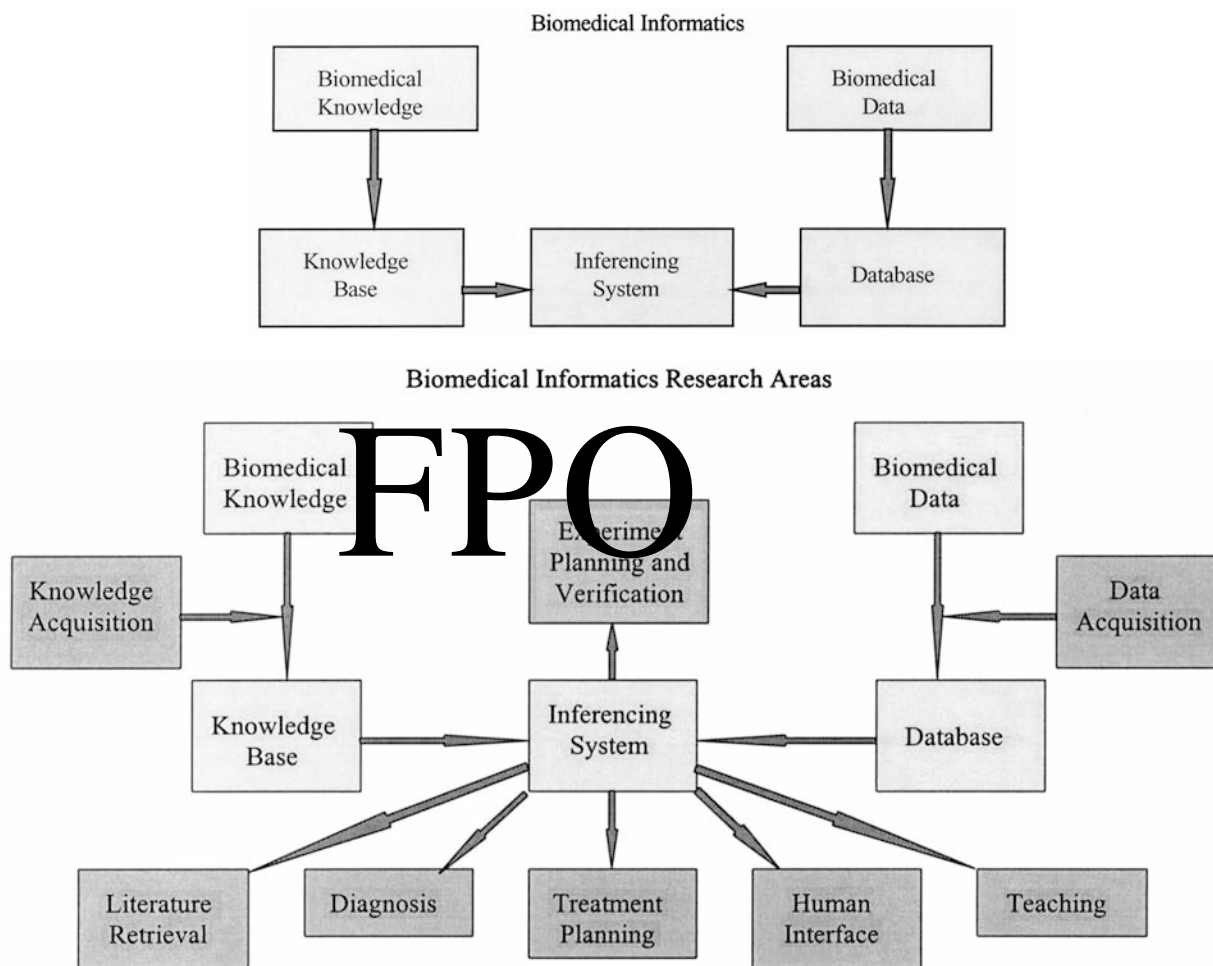 Biomedical Informatics
Biomedical
Knowledge
Biomedical
Data
Knowledge
Base
Inferencing
System
Database
Biomedical Informatics Research Areas
FPO
Biomedical
Knowledge
Biomedical
Data
Experiment
Planning and
Verification
Knowledge
Acquisition
Data
Acquisition
Knowledge
Base
Inferencing
System
Database
Literature
Retrieval
Diagnosis
Treatment
Planning
Human
Interface
Teaching